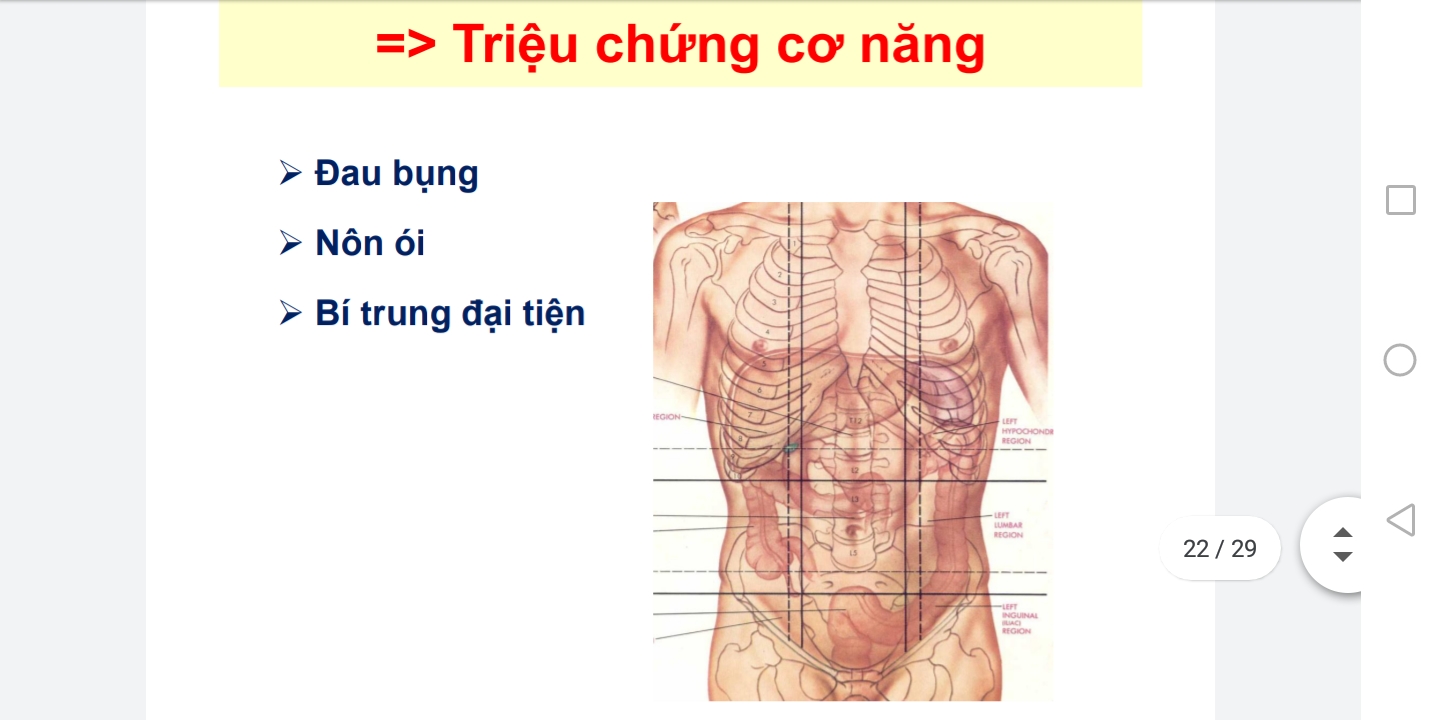 => Triệu chứng cơ năng
➢ Đau bụng
➢ Nôn ói
➢ Bí trung đại tiện
1
2
3
4
5
6
7
8
T12
L2
L3
L5
REGION
LEFT
HYPOCHONDR
REGION
LEFT
LUMBAR
REGION
LEFT
INGUINAL
(ILIAC)
REGION
22 / 29